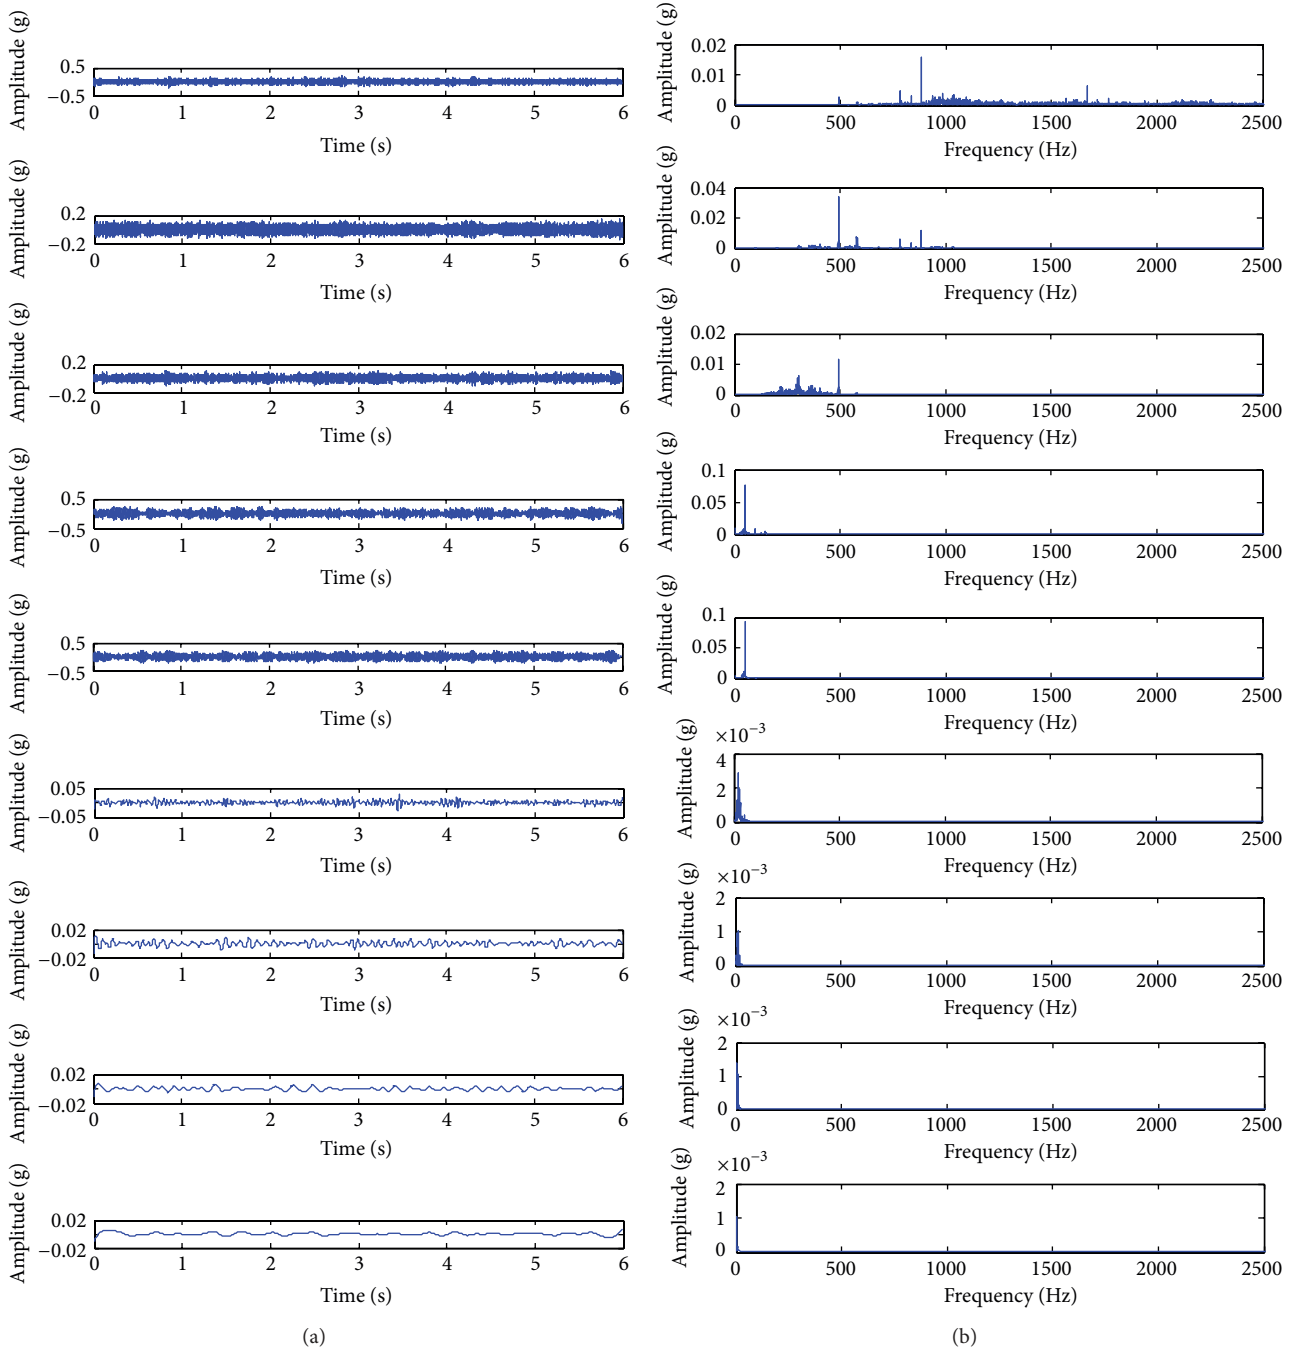 Amplitude (g)
0.5
−0.5
0 1 2 3 4 5 6
Time (s)
Amplitude (g)
0.2
−0.2
0 1 2 3 4 5 6
Time (s)
Amplitude (g)
0.2
−0.2
0 1 2 3 4 5 6
Time (s)
Amplitude (g)
0.5
−0.5
0 1 2 3 4 5 6
Time (s)
Amplitude (g)
0.5
−0.5
0 1 2 3 4 5 6
Time (s)
Amplitude (g)
0.05
−0.05
0 1 2 3 4 5 6
Time (s)
Amplitude (g)
0.02
−0.02
0 1 2 3 4 5 6
Time (s)
Amplitude (g)
0.02
−0.02
0 1 2 3 4 5 6
Time (s)
Amplitude (g)
0.02
−0.02
0 1 2 3 4 5 6
Time (s)
(a)
Amplitude (g)
0.02
0.01
0
0 500 1000 1500 2000 2500
Frequency (Hz)
Amplitude (g)
0.04
0.02
0
0 500 1000 1500 2000 2500
Frequency (Hz)
Amplitude (g)
0.02
0.01
0
0 500 1000 1500 2000 2500
Frequency (Hz)
Amplitude (g)
0.1
0.05
0
0 500 1000 1500 2000 2500
Frequency (Hz)
Amplitude (g)
0.1
0.05
0
0 500 1000 1500 2000 2500
Frequency (Hz)
Amplitude (g)
×10−3
4
2
0
0 500 1000 1500 2000 2500
Frequency (Hz)
Amplitude (g)
×10−3
2
1
0
0 500 1000 1500 2000 2500
Frequency (Hz)
Amplitude (g)
×10−3
2
1
0
0 500 1000 1500 2000 2500
Frequency (Hz)
Amplitude (g)
×10−3
2
1
0
0 500 1000 1500 2000 2500
Frequency (Hz)
(b)